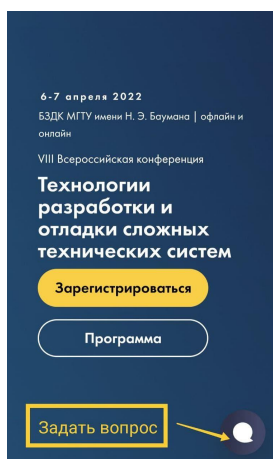 6-7 апреля 2022
БЗДК МГТУ имени Н. Э. Баумана | офлайн и
онлайн
VIII Всероссийская конференция
Технологии
разработки и
отладки сложных
технических систем
Зарегистрироваться
Программа
Задать вопрос